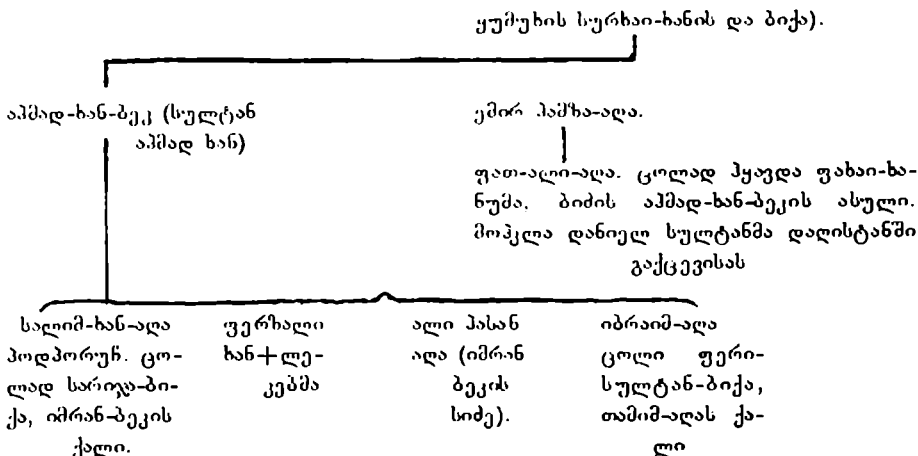 ყუმუხის სურხაი-ხანის და ბიქა).
აჰმად-ხან-ბეკ (სულტან
აჰმად ხან)
ემირ ჰამზა-აღა.
ფათ-ალი-აღა. ცოლად ჰყავდა ფახაი-ხა-
ნუმა, ბიძის აჰმად-ხან-ბეკის ასული.
მოჰკლა დანიელ სულტანმა დაღისტანში
გაქცევისას
სალიმ-ხან-აღა
პოდპორუჩ. ცო-
ლად სარიჯა-ბი-
ქა, იმრან-ბეკის
ქალი.
ფერზალი
ხან+ლე-
კებმა
ალი ჰასან
აღა (იმრან
ბეკის
სიძე).
იბრაიმ-აღა
ცოლი ფერი-
სულტან-ბიქა,
თამიმ-აღას ქა-
ლი